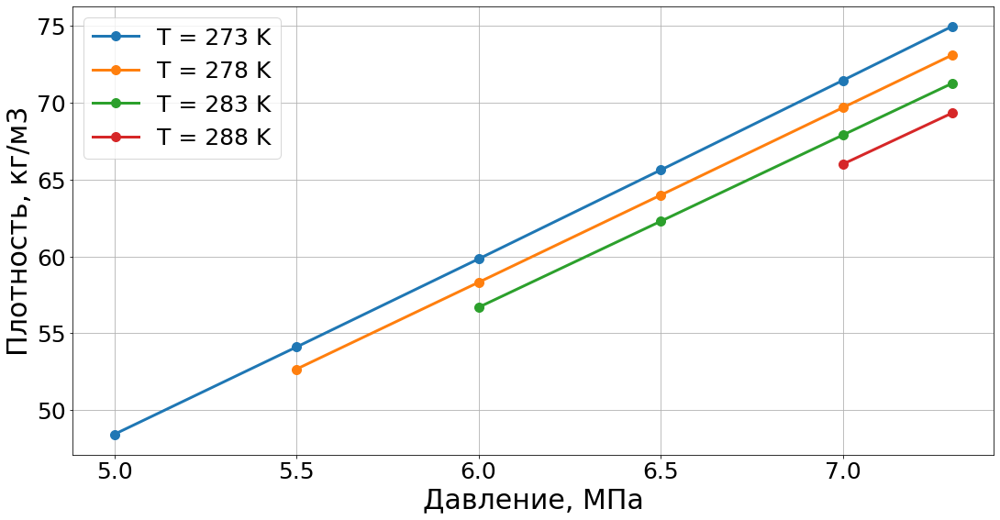 T = 273 K
T = 278 K
T = 283 K
T = 288 K
Плотность, кг/м3
75
70
65
60
55
50
5.0 5.5 6.0 6.5 7.0
Давление, МПа